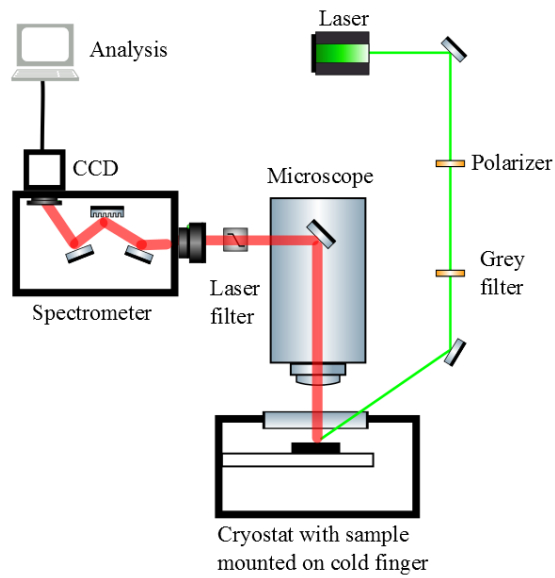 Laser
Analysis
CCD
Polarizer
Microscope
Grey
filter
Laser
filter
Spectrometer
Cryostat with sample
mounted on cold finger